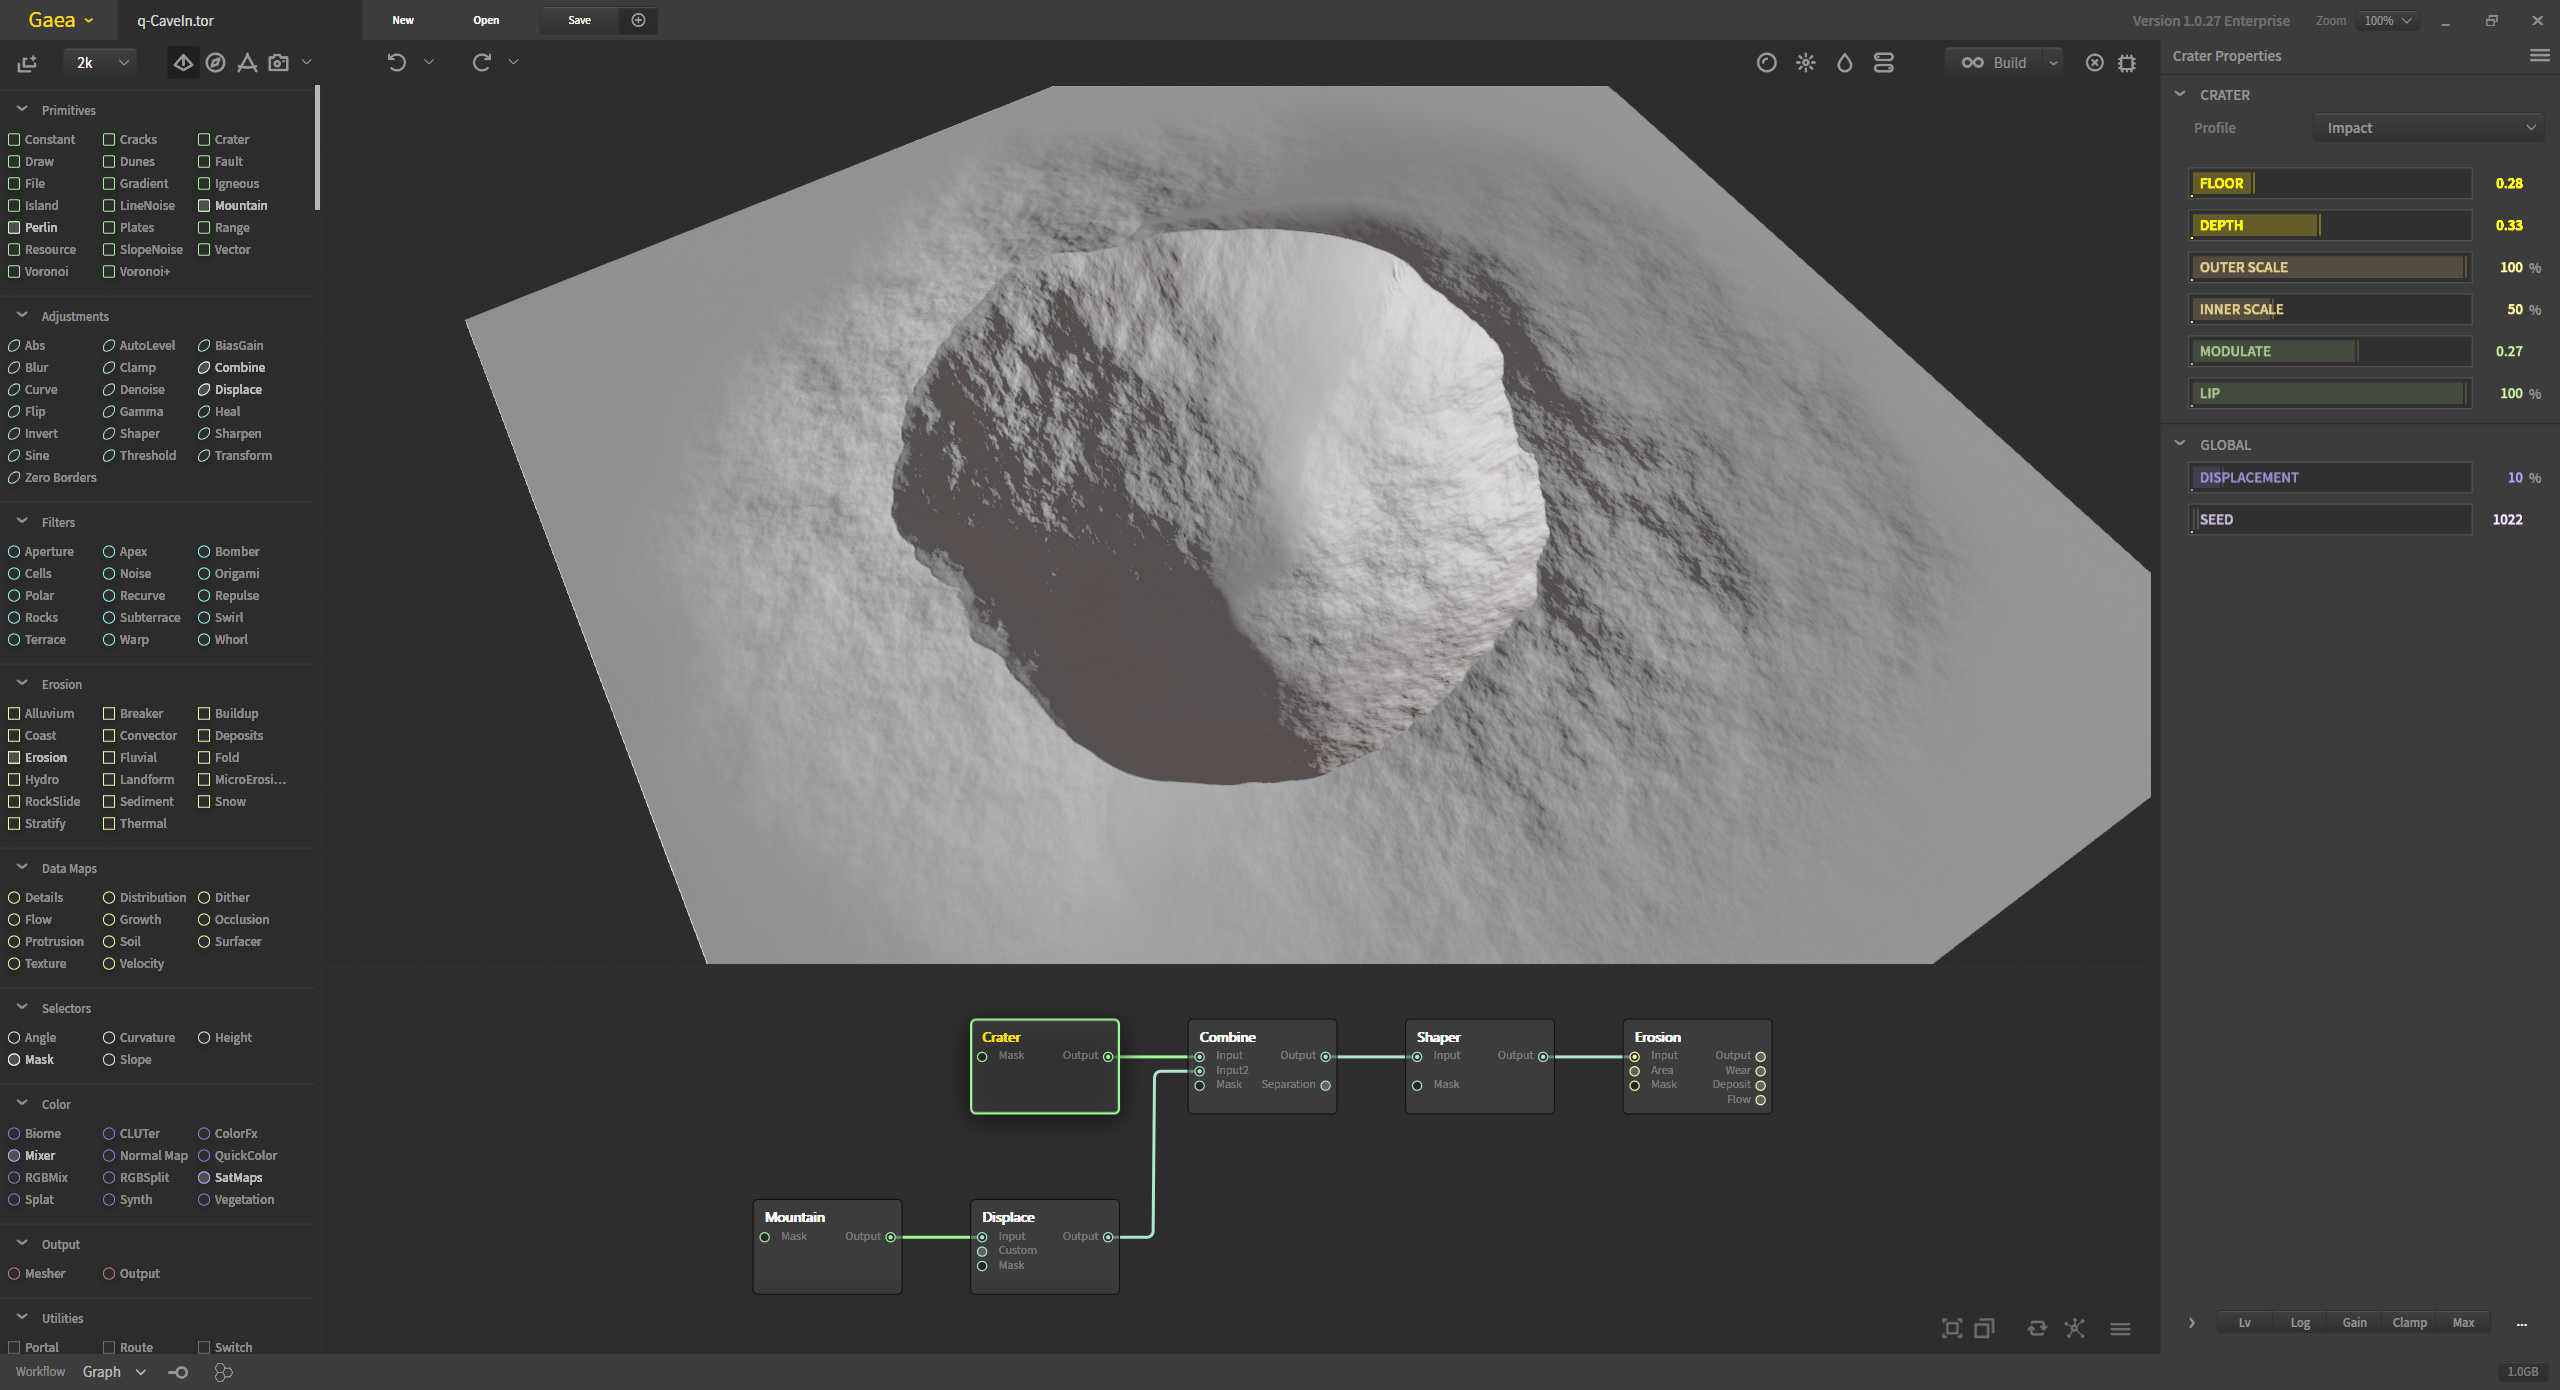 Gaea
q-CaveIn.tor
New
Open
Save
Version 1.0.27 Enterprise
Zoom
100%
2k
Build
Primitives
Constant Cracks Crater
Draw Dunes Fault
File Gradient Igneous
Island LineNoise Mountain
Perlin Plates Range
Resource SlopeNoise Vector
Voronoi Voronoi+
Adjustments
Abs AutoLevel BiasGain
Blur Clamp Combine
Curve Denoise Displace
Flip Gamma Heal
Invert Shaper Sharpen
Sine Threshold Transform
Zero Borders
Filters
Aperture Apex Bomber
Cells Noise Origami
Polar Recurve Repulse
Rocks Subterrace Swirl
Terrace Warp Whorl
Erosion
Alluvium Breaker Buildup
Coast Convector Deposits
Erosion Fluvial Fold
Hydro Landform MicroErosi...
RockSlide Sediment Snow
Stratify Thermal
Data Maps
Details Distribution Dither
Flow Growth Occlusion
Protrusion Soil Surfacer
Texture Velocity
Selectors
Angle Curvature Height
Mask Slope
Color
Biome CLUTer ColorFx
Mixer Normal Map QuickColor
RGBMix RGBSplit SatMaps
Splat Synth Vegetation
Output
Mesher Output
Utilities
Portal Route Switch
Workflow Graph
Crater
Mask Output
Combine
Input Output
Input2
Mask Separation
Shaper
Input Output
Mask
Erosion
Input Output
Area Wear
Mask Deposit
Flow
Mountain
Mask Output
Displace
Input Output
Custom
Mask
Crater Properties
CRATER
Profile Impact
FLOOR 0.28
DEPTH 0.33
OUTER SCALE 100 %
INNER SCALE 50 %
MODULATE 0.27
LIP 100 %
GLOBAL
DISPLACEMENT 10 %
SEED 1022
Lv Log Gain Clamp Max ...
1.0GB